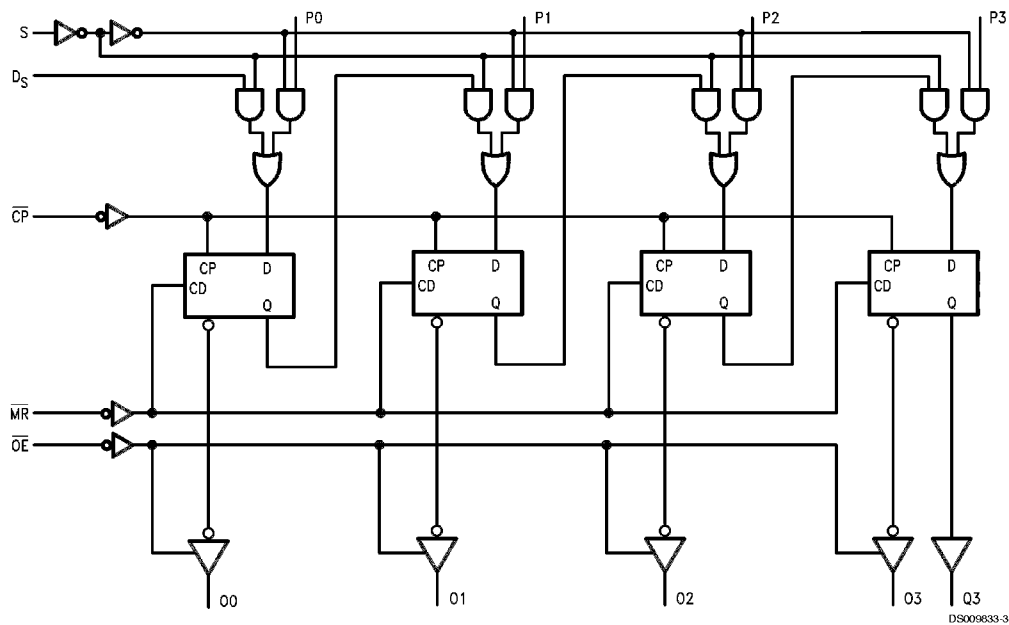 P0 P1 P2 P3
S
DS
CP
CP D CP D CP D CP D
CD CD CD CD
Q Q Q Q
MR
OE
O0 O1 O2 O3 Q3
DS009833-3